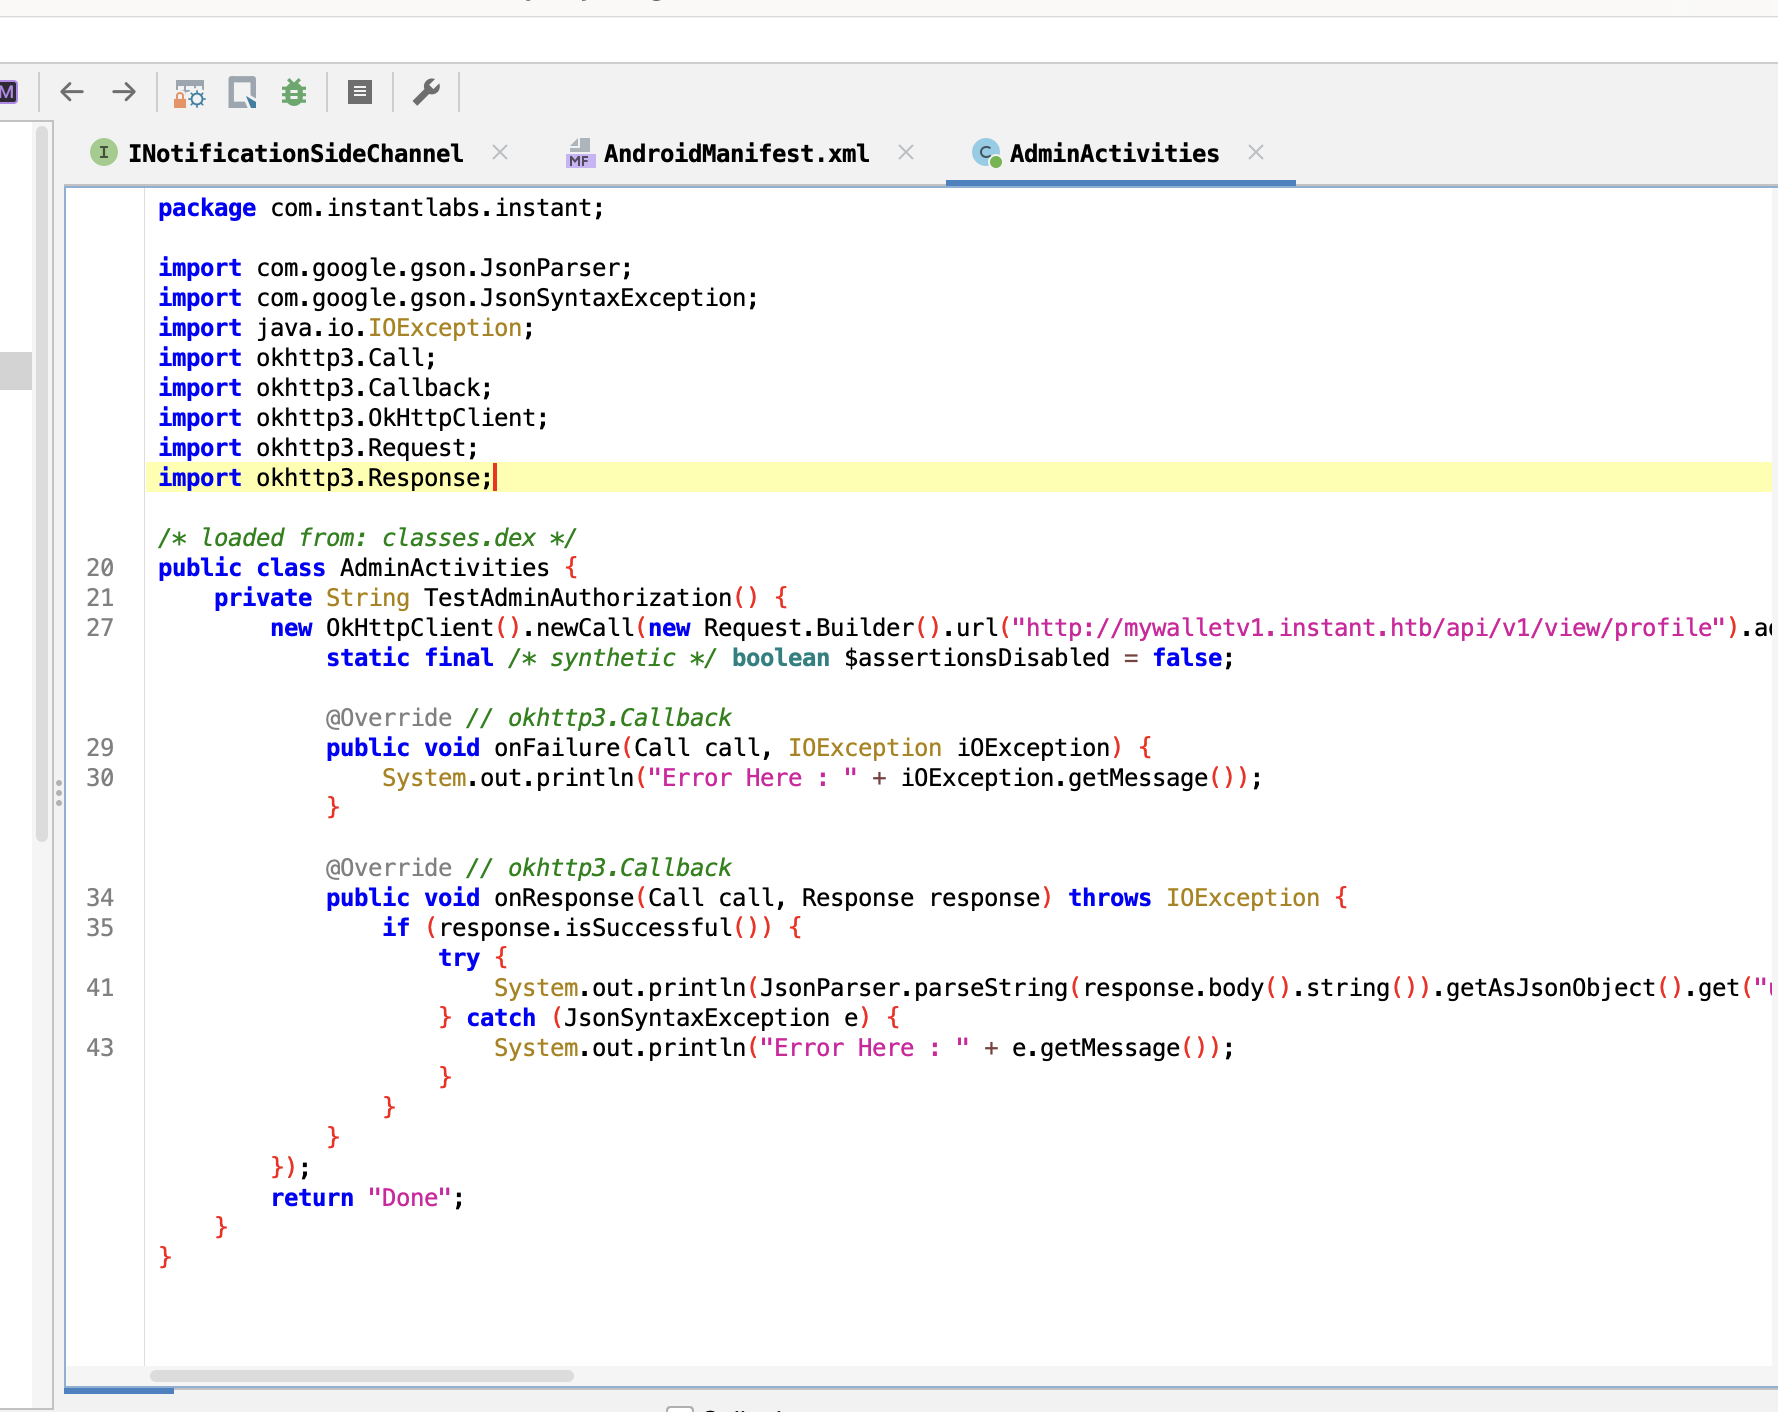 INotificationSideChannel AndroidManifest.xml AdminActivities
package com.instantlabs.instant;
import com.google.gson.JsonParser;
import com.google.gson.JsonSyntaxException;
import java.io.IOException;
import okhttp3.Call;
import okhttp3.Callback;
import okhttp3.OkHttpClient;
import okhttp3.Request;
import okhttp3.Response;
/* loaded from: classes.dex */
20 public class AdminActivities {
21 private String TestAdminAuthorization() {
27 new OkHttpClient().newCall(new Request.Builder().url("http://mywalletv1.instant.htb/api/v1/view/profile").
static final /* synthetic */ boolean $assertionsDisabled = false;
@Override // okhttp3.Callback
29 public void onFailure(Call call, IOException iOException) {
30 System.out.println("Error Here : " + iOException.getMessage());
}
@Override // okhttp3.Callback
34 public void onResponse(Call call, Response response) throws IOException {
35 if (response.isSuccessful()) {
try {
41 System.out.println(JsonParser.parseString(response.body().string()).getAsJsonObject().get("
} catch (JsonSyntaxException e) {
43 System.out.println("Error Here : " + e.getMessage());
}
}
}
});
return "Done";
}
}